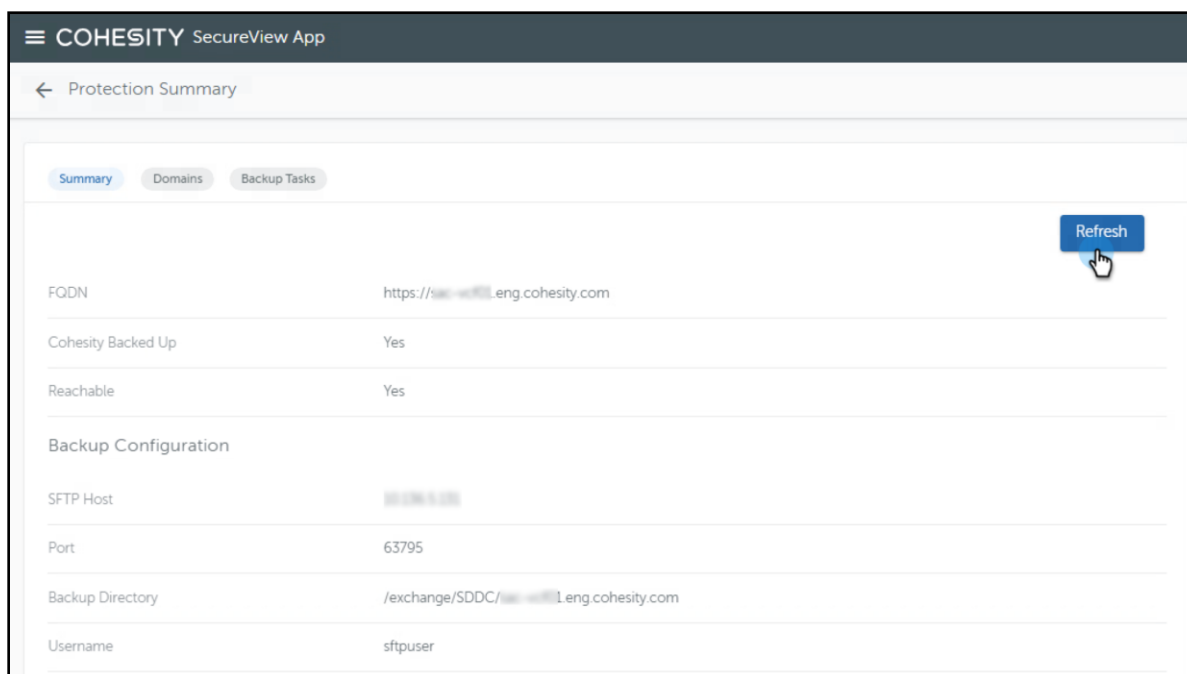 COHESITY SecureView App
Protection Summary
Summary Domains Backup Tasks
Refresh
FQDN https:// .eng.cohesity.com
Cohesity Backed Up Yes
Reachable Yes
Backup Configuration
SFTP Host
Port 63795
Backup Directory /exchange/SDDC/ 1.eng.cohesity.com
Username sftpuser